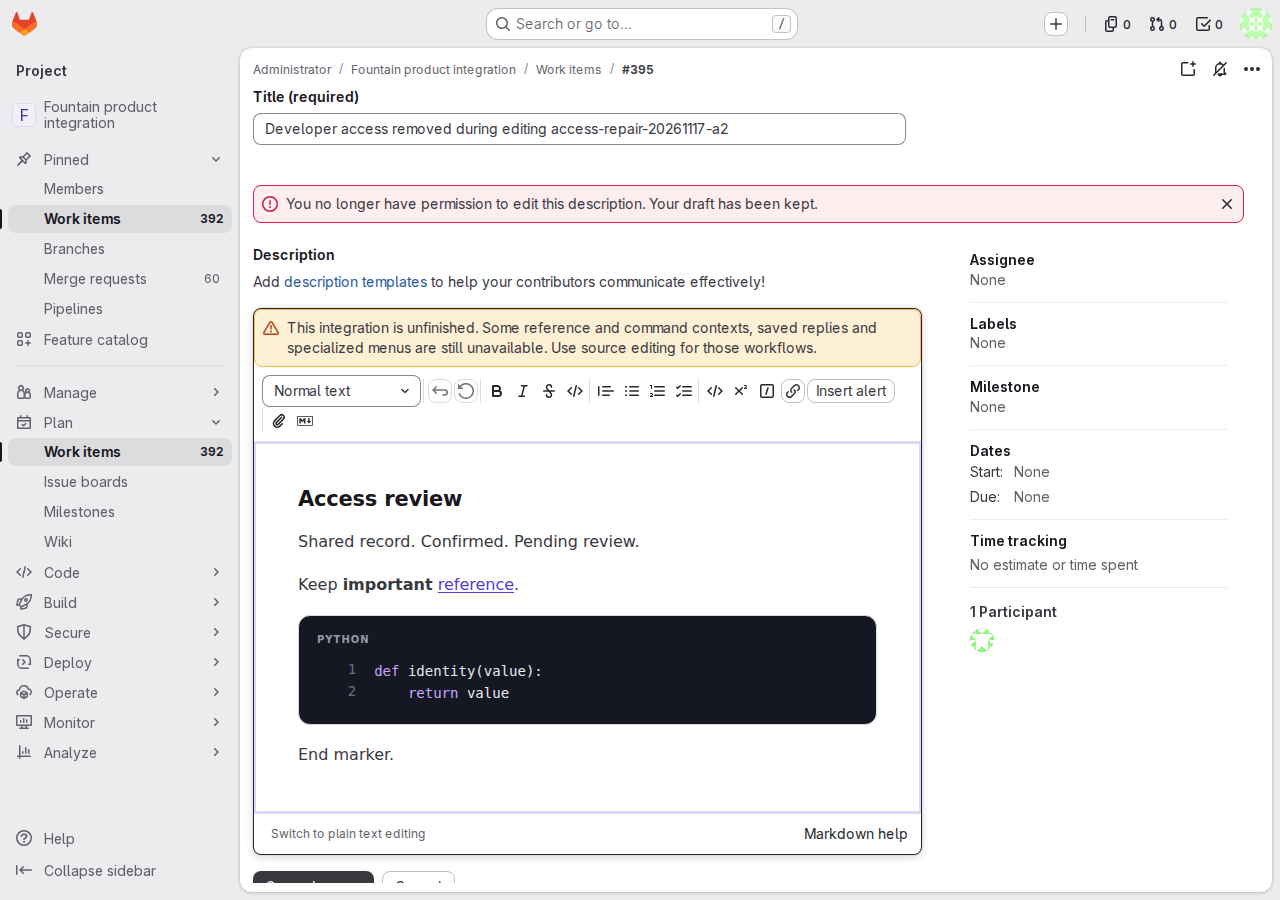 Search or go to...
/
0
0
0
Project
F
Fountain product
integration
Pinned
Members
Work items
392
Branches
Merge requests
60
Pipelines
Feature catalog
Manage
Plan
Work items
392
Issue boards
Milestones
Wiki
Code
Build
Secure
Deploy
Operate
Monitor
Analyze
Help
Collapse sidebar
Administrator / Fountain product integration / Work items / #395
Title (required)
Developer access removed during editing access-repair-20261117-a2
You no longer have permission to edit this description. Your draft has been kept.
Description
Add description templates to help your contributors communicate effectively!
This integration is unfinished. Some reference and command contexts, saved replies and
specialized menus are still unavailable. Use source editing for those workflows.
Normal text
Insert alert
Access review
Shared record. Confirmed. Pending review.
Keep important reference.
PYTHON
1 def identity(value):
2     return value
End marker.
Switch to plain text editing
Markdown help
Assignee
None
Labels
None
Milestone
None
Dates
Start: None
Due: None
Time tracking
No estimate or time spent
1 Participant